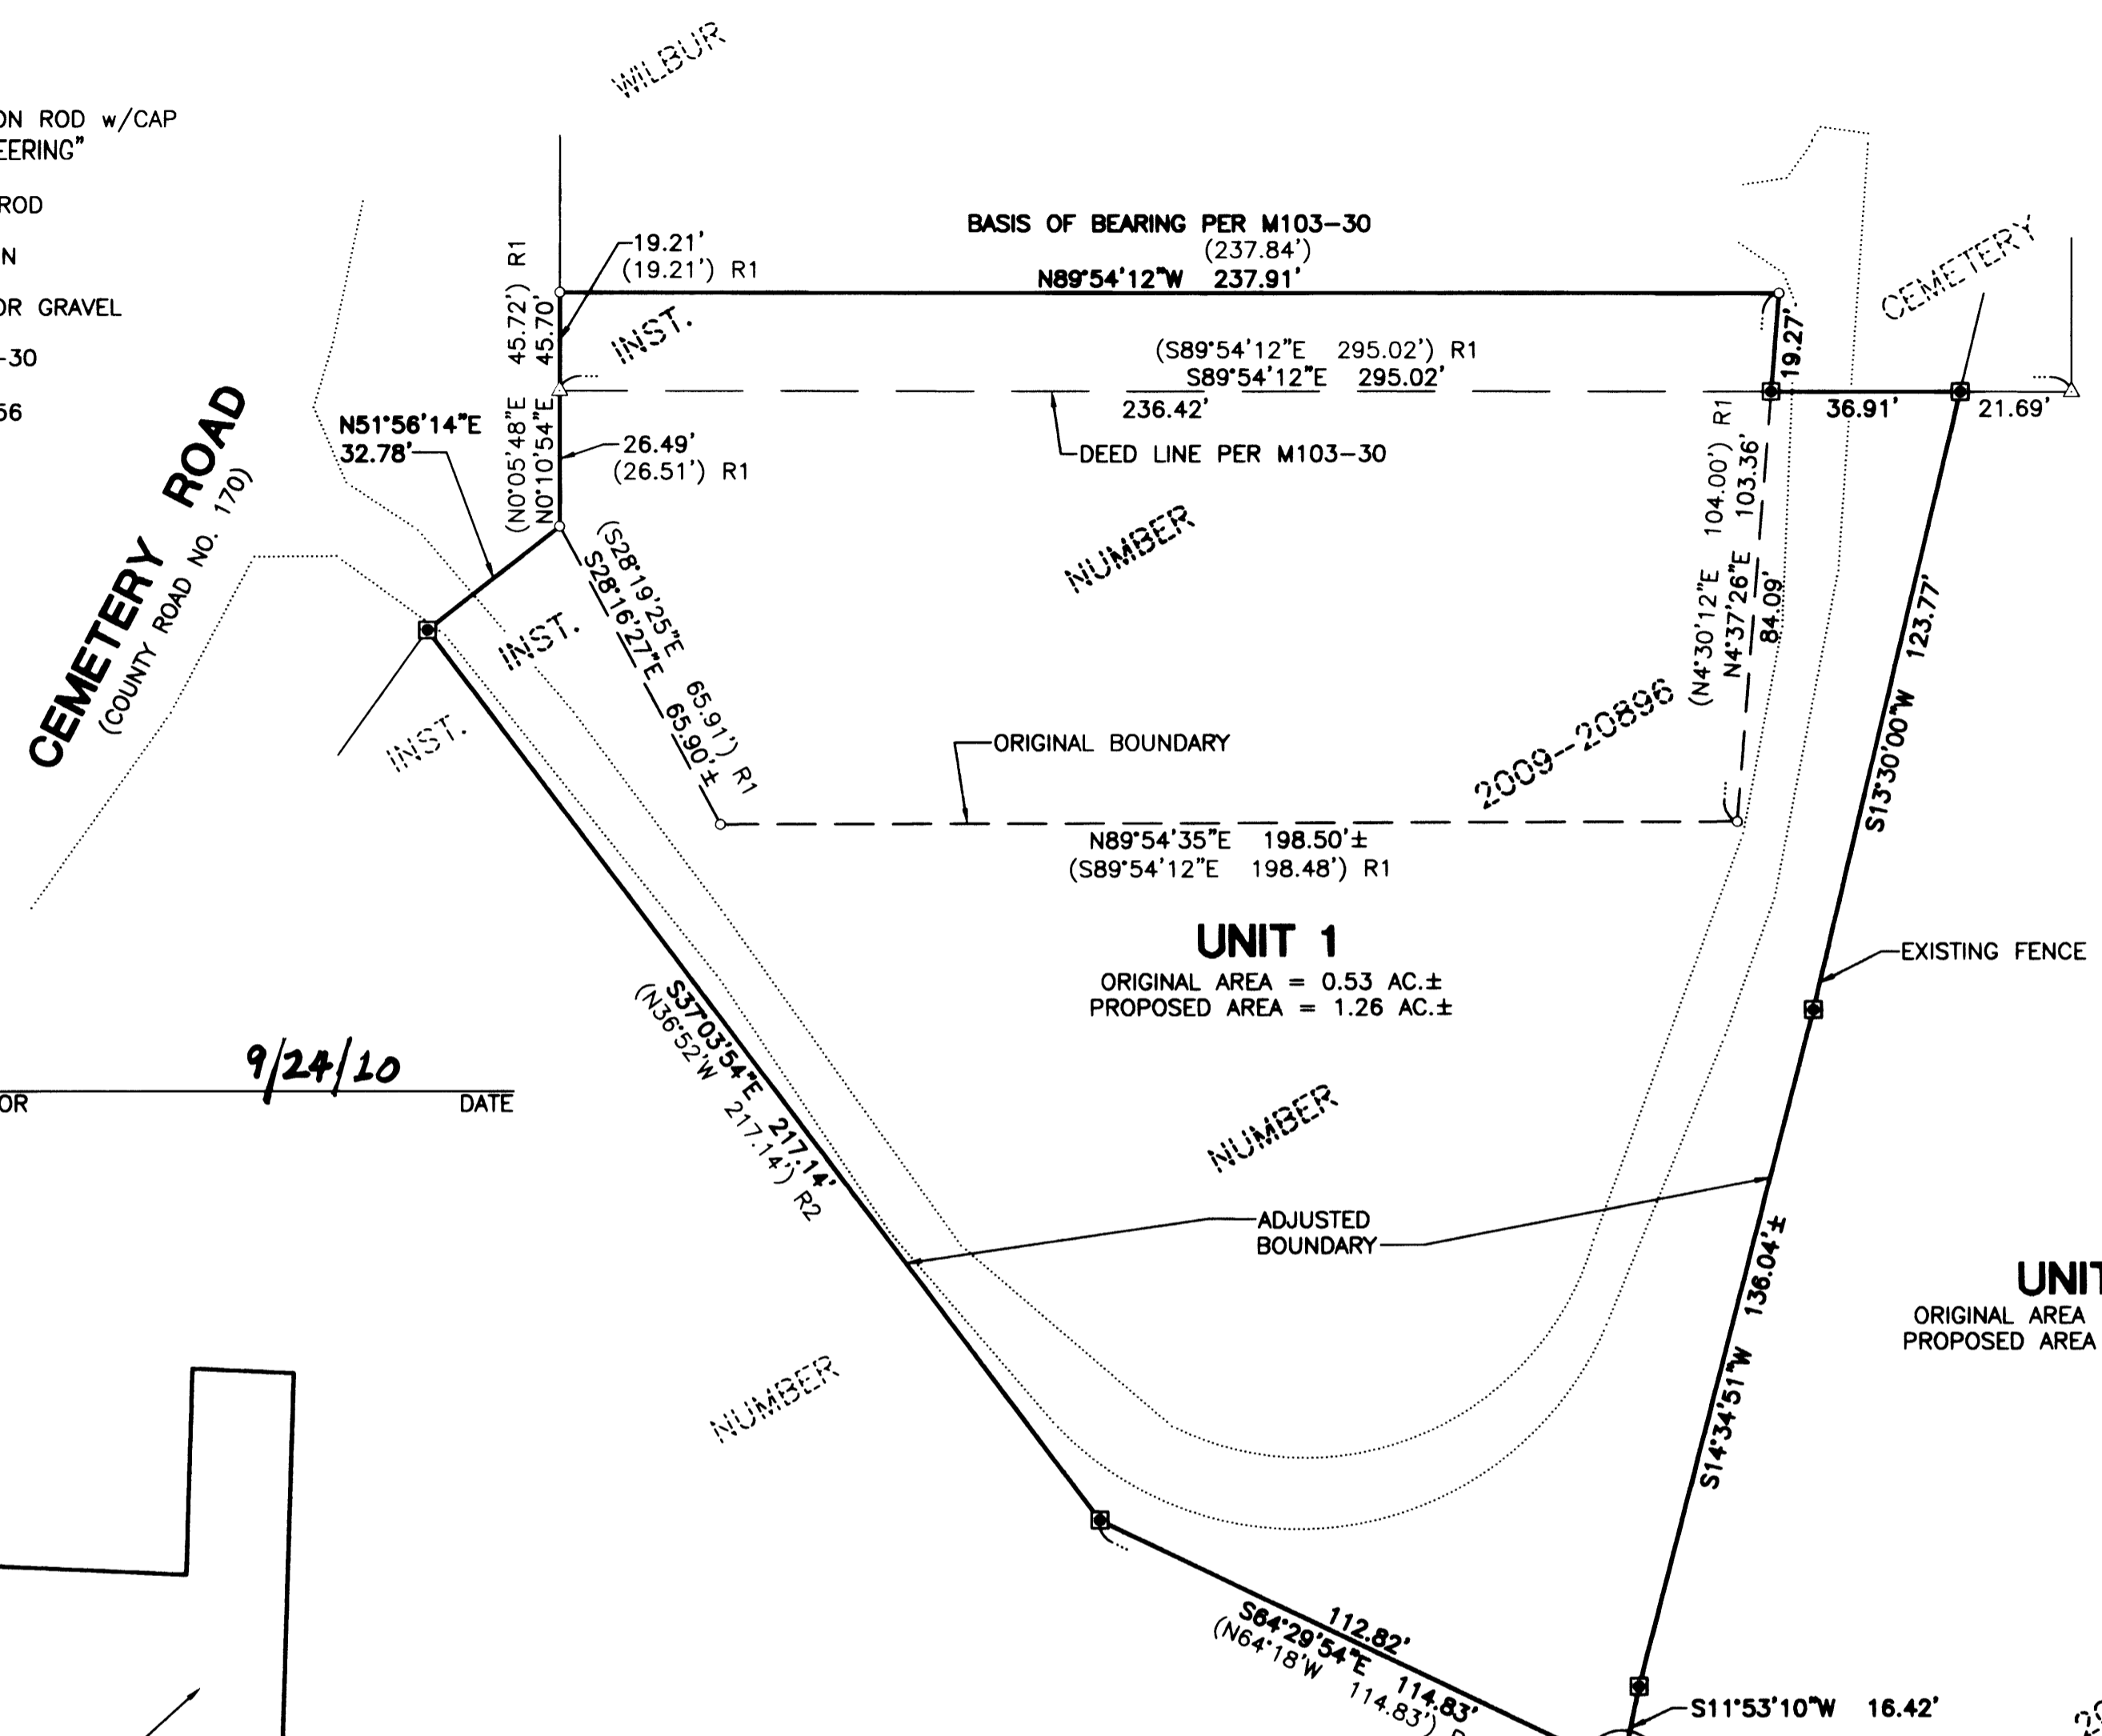 WILBUR
ON ROD w/CAP
EERING"
ROD
N
OR GRAVEL
-30
56
BASIS OF BEARING PER M103-30
(237.84')
N89°54'12"W 237.91'
19.21'
(19.21') R1
(N0°05'48"E 45.72') R1
N0°10'54"E 45.70'
INST.
CEMETERY
19.27'
(S89°54'12"E 295.02') R1
S89°54'12"E 295.02'
236.42'
36.91'
21.69'
DEED LINE PER M103-30
N51°56'14"E
32.78'
26.49'
(26.51') R1
CEMETERY ROAD
(COUNTY ROAD NO. 170)
NUMBER
(N4°30'12"E 104.00') R1
N4°37'26"E 103.36'
84.09'
S13°30'00"W 123.77'
(S28°19'25"E 65.91') R1
S28°16'27"E 65.90'±
INST.
INST.
2009-20896
ORIGINAL BOUNDARY
N89°54'35"E 198.50'±
(S89°54'12"E 198.48') R1
UNIT 1
ORIGINAL AREA = 0.53 AC.±
PROPOSED AREA = 1.26 AC.±
EXISTING FENCE
S37°03'54"E 217.14'
(N36°52'W 217.14') R2
9/24/10
OR DATE
NUMBER
ADJUSTED
BOUNDARY
S14°34'51"W 136.04'±
UNIT
ORIGINAL AREA
PROPOSED AREA
NUMBER
112.82'
S64°29'54"E 114.83'
(N64°18'W 114.83')
S11°53'10"W 16.42'